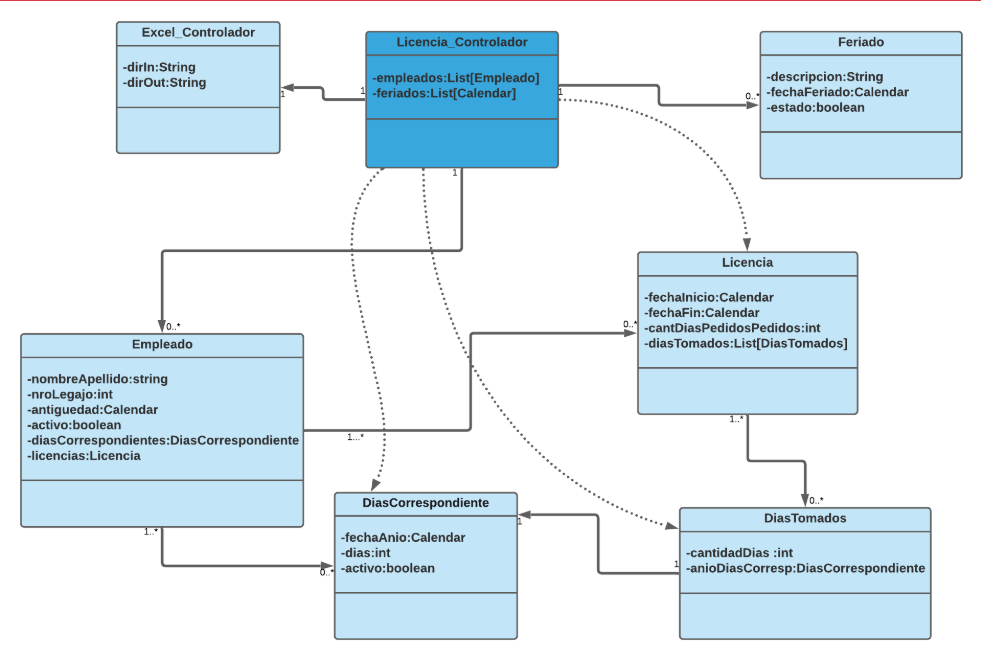 Excel_Controlador
-dirIn:String
-dirOut:String
Licencia_Controlador
-empleados:List[Empleado]
-feriados:List[Calendar]
Feriado
-descripcion:String
-fechaFeriado:Calendar
-estado:boolean
1
1
1
0..*
1
0..*
Licencia
-fechaInicio:Calendar
-fechaFin:Calendar
-cantDiasPedidosPedidos:int
-diasTomados:List[DiasTomados]
0..*
Empleado
-nombreApellido:string
-nroLegajo:int
-antiguedad:Calendar
-activo:boolean
-diasCorrespondientes:DiasCorrespondiente
-licencias:Licencia
1...*
1..*
0..*
1..*
0..*
DiasCorrespondiente
-fechaAnio:Calendar
-dias:int
-activo:boolean
1
1
DiasTomados
-cantidadDias :int
-anioDiasCorresp:DiasCorrespondiente